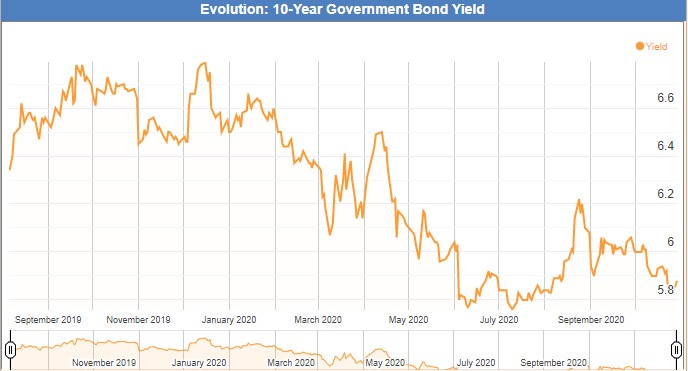 Evolution: 10-Year Government Bond Yield
Yield
6.6
6.4
6.2
6
5.8
September 2019 November 2019 January 2020 March 2020 May 2020 July 2020 September 2020
November 2019 January 2020 March 2020 May 2020 July 2020 September 2020